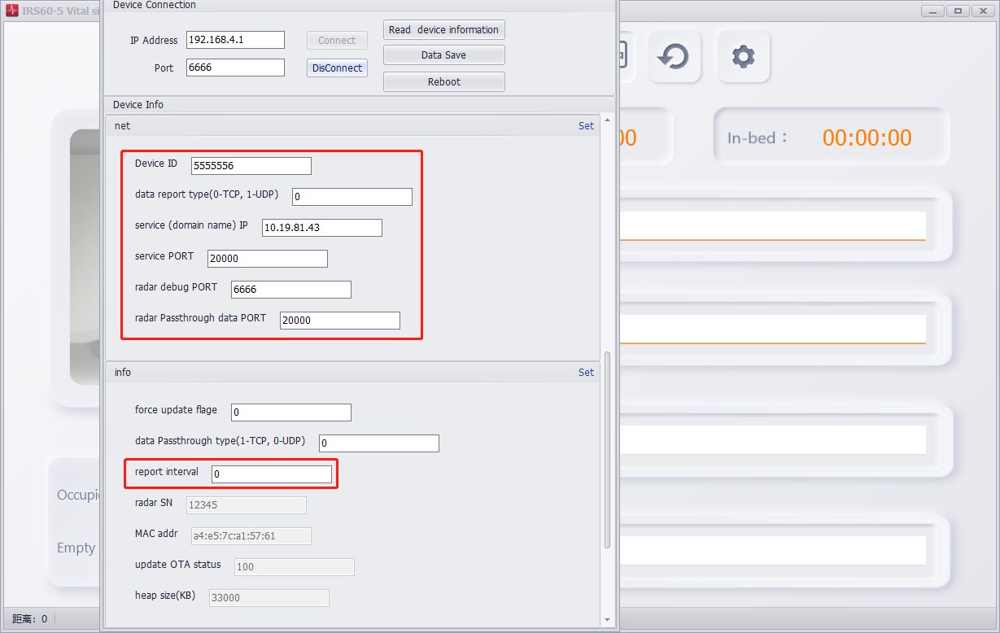 IRS60-5 Vital si
Device Connection
IP Address 192.168.4.1 Connect Read device information
Port 6666 DisConnect Data Save
Reboot
Device Info
net Set
Device ID 5555556
data report type(0-TCP, 1-UDP) 0
service (domain name) IP 10.19.81.43
service PORT 20000
radar debug PORT 6666
radar Passthrough data PORT 20000
info Set
force update flage 0
data Passthrough type(1-TCP, 0-UDP) 0
report interval 0
radar SN 12345
MAC addr a4:e5:7c:a1:57:61
update OTA status 100
heap size(KB) 33000
00 In-bed： 00:00:00
Occupie
Empty
距离: 0